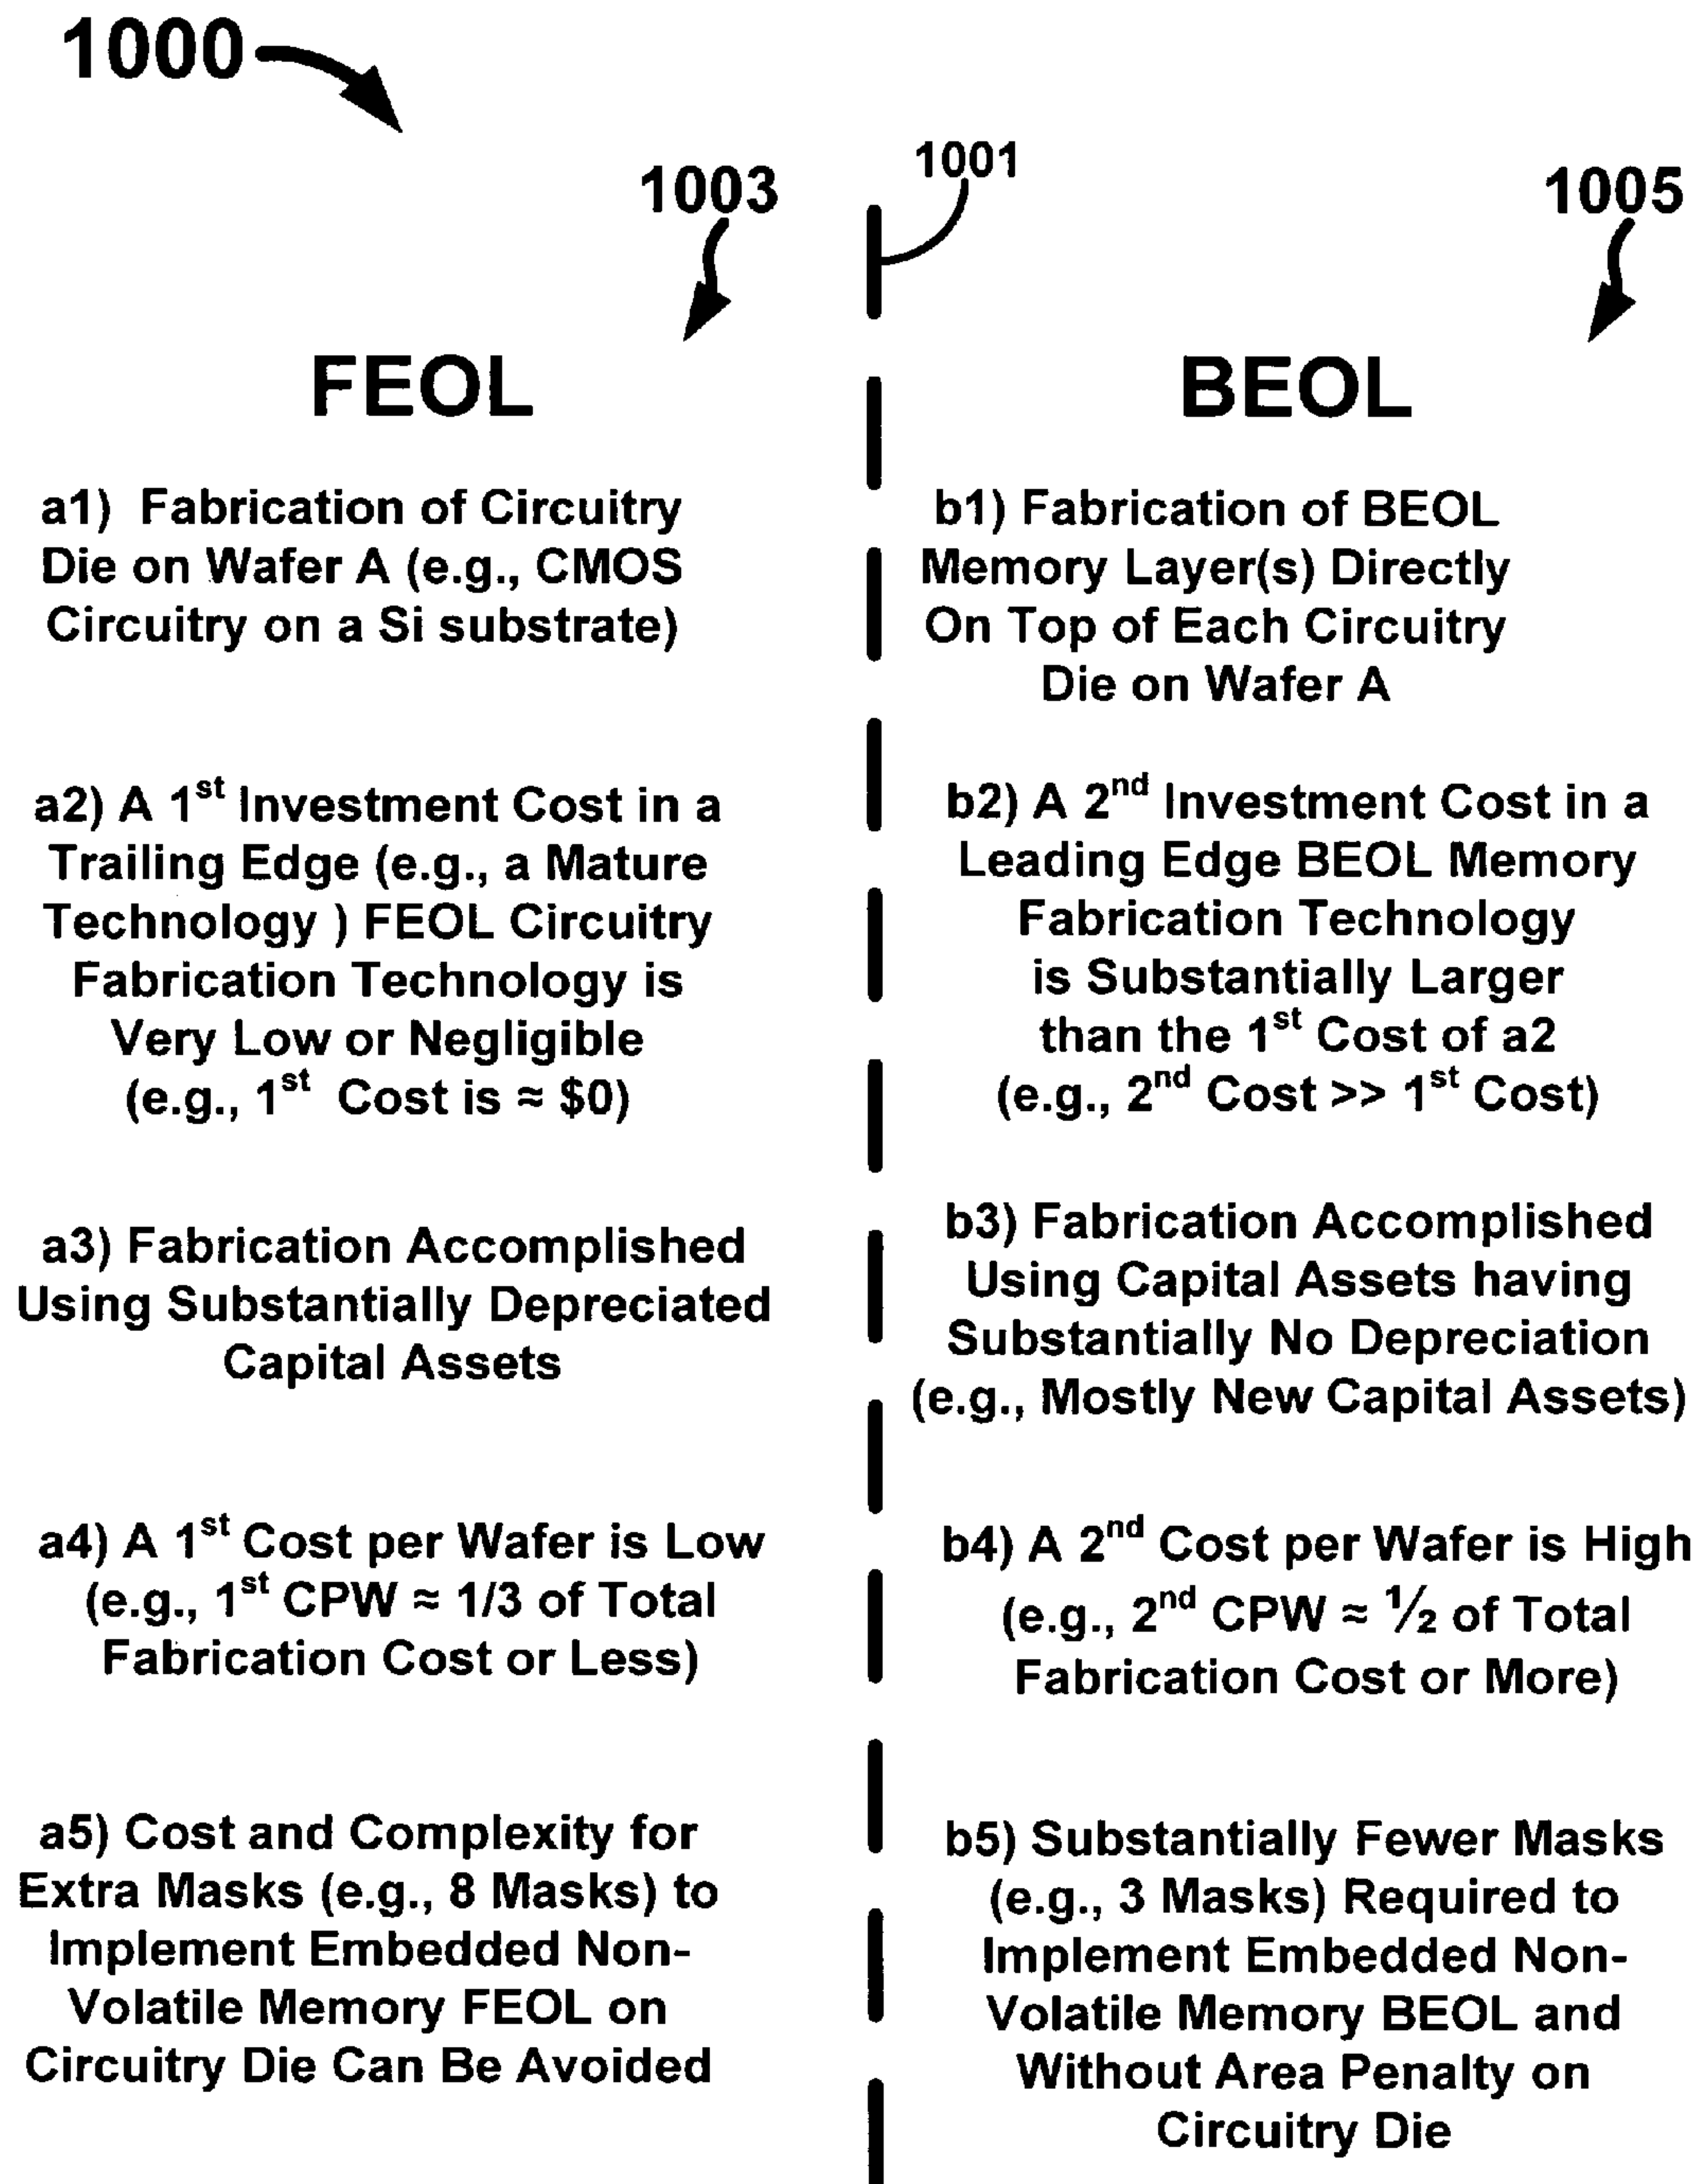 1000
1003
1001
1005
FEOL
a1) Fabrication of Circuitry
Die on Wafer A (e.g., CMOS
Circuitry on a Si substrate)
a2) A 1st Investment Cost in a
Trailing Edge (e.g., a Mature
Technology ) FEOL Circuitry
Fabrication Technology is
Very Low or Negligible
(e.g., 1st Cost is ≈ $0)
a3) Fabrication Accomplished
Using Substantially Depreciated
Capital Assets
a4) A 1st Cost per Wafer is Low
(e.g., 1st CPW ≈ 1/3 of Total
Fabrication Cost or Less)
a5) Cost and Complexity for
Extra Masks (e.g., 8 Masks) to
Implement Embedded Non-
Volatile Memory FEOL on
Circuitry Die Can Be Avoided
BEOL
b1) Fabrication of BEOL
Memory Layer(s) Directly
On Top of Each Circuitry
Die on Wafer A
b2) A 2nd Investment Cost in a
Leading Edge BEOL Memory
Fabrication Technology
is Substantially Larger
than the 1st Cost of a2
(e.g., 2nd Cost >> 1st Cost)
b3) Fabrication Accomplished
Using Capital Assets having
Substantially No Depreciation
(e.g., Mostly New Capital Assets)
b4) A 2nd Cost per Wafer is High
(e.g., 2nd CPW ≈ ½ of Total
Fabrication Cost or More)
b5) Substantially Fewer Masks
(e.g., 3 Masks) Required to
Implement Embedded Non-
Volatile Memory BEOL and
Without Area Penalty on
Circuitry Die